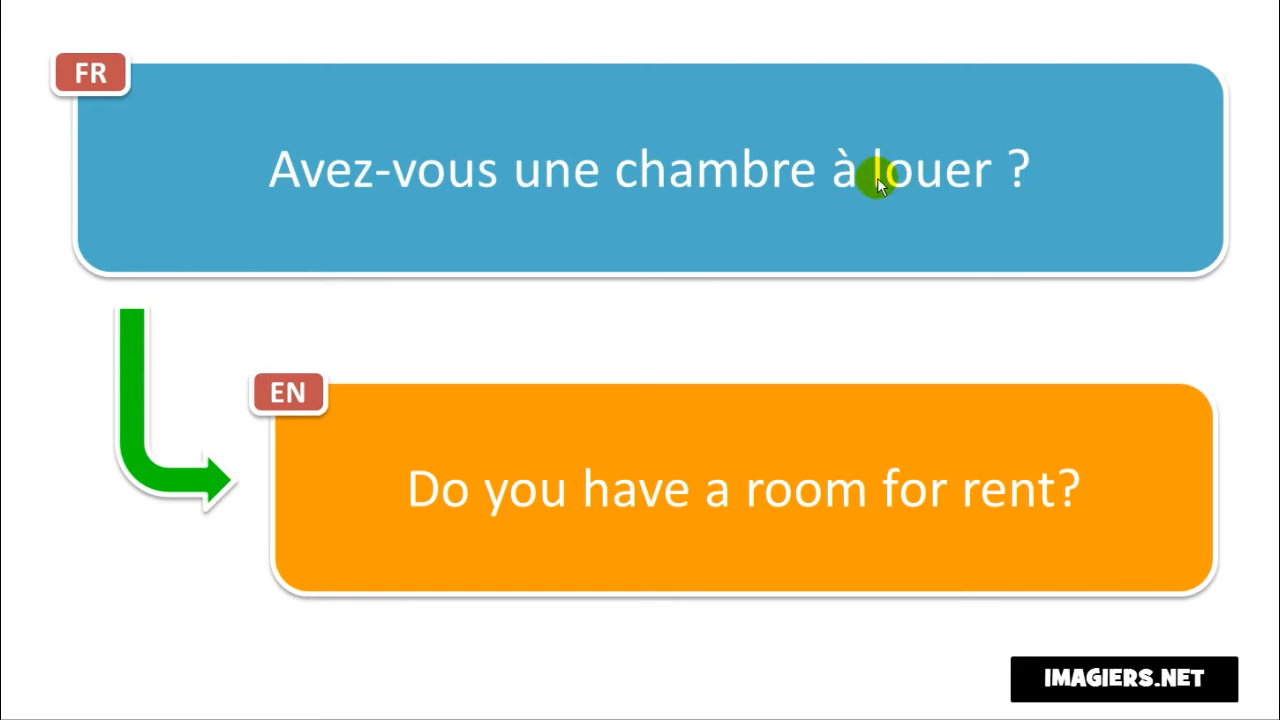 FR
Avez-vous une chambre à louer ?
EN
Do you have a room for rent?
IMAGIERS.NET